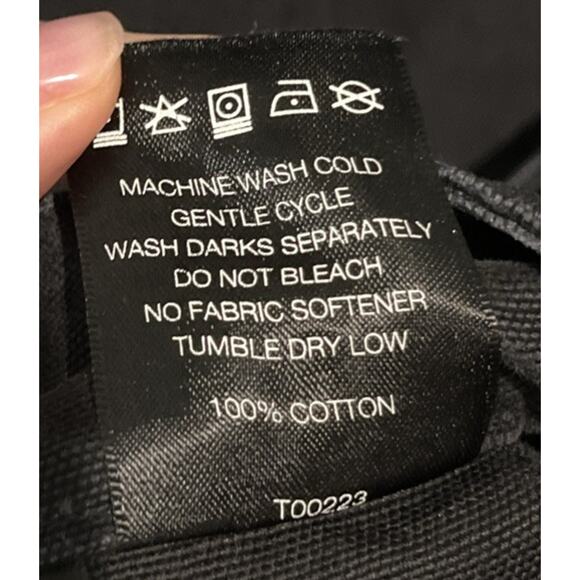 MACHINE WASH COLD
GENTLE CYCLE
WASH DARKS SEPARATELY
DO NOT BLEACH
NO FABRIC SOFTENER
TUMBLE DRY LOW
100% COTTON
T00223